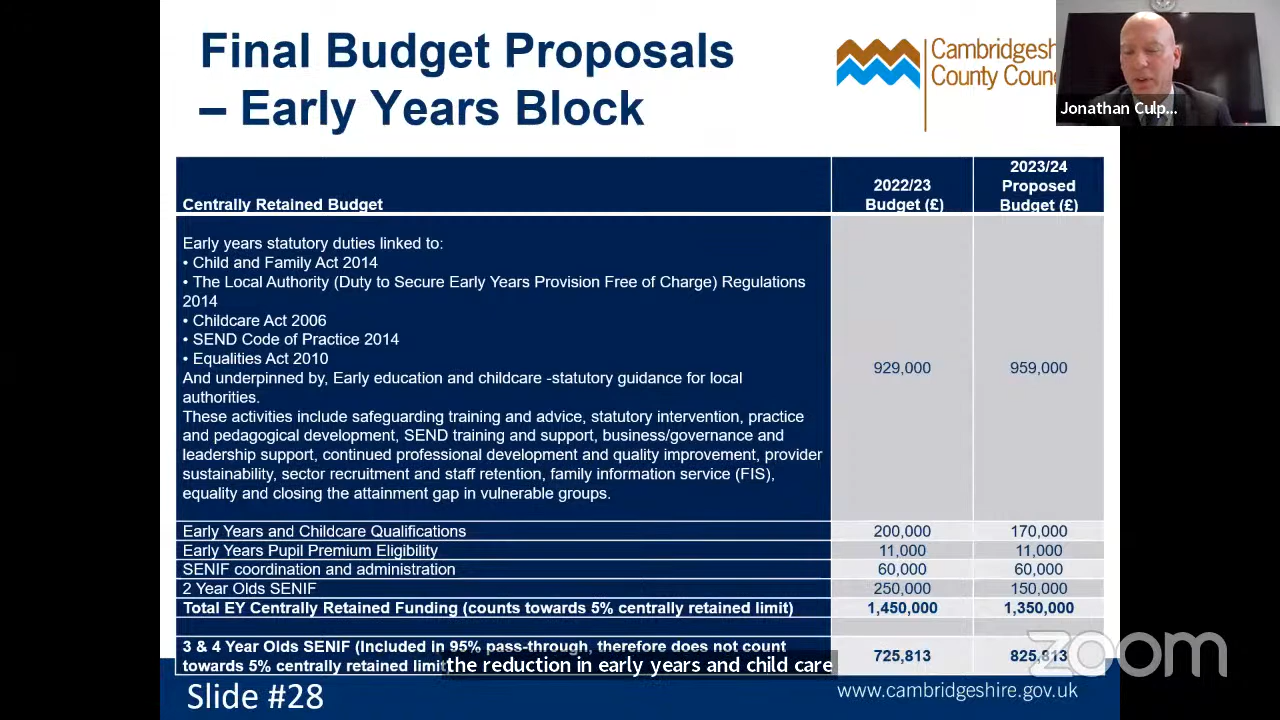 Final Budget Proposals
– Early Years Block
Cambridgesh
County Counc
Jonathan Culp...
Centrally Retained Budget
2022/23
Budget (£)
2023/24
Proposed
Budget (£)
Early years statutory duties linked to:
• Child and Family Act 2014
• The Local Authority (Duty to Secure Early Years Provision Free of Charge) Regulations
2014
• Childcare Act 2006
• SEND Code of Practice 2014
• Equalities Act 2010
And underpinned by, Early education and childcare -statutory guidance for local
authorities.
These activities include safeguarding training and advice, statutory intervention, practice
and pedagogical development, SEND training and support, business/governance and
leadership support, continued professional development and quality improvement, provider
sustainability, sector recruitment and staff retention, family information service (FIS),
equality and closing the attainment gap in vulnerable groups.
929,000
959,000
Early Years and Childcare Qualifications 200,000 170,000
Early Years Pupil Premium Eligibility 11,000 11,000
SENIF coordination and administration 60,000 60,000
2 Year Olds SENIF 250,000 150,000
Total EY Centrally Retained Funding (counts towards 5% centrally retained limit) 1,450,000 1,350,000
3 & 4 Year Olds SENIF (Included in 95% pass-through, therefore does not count
towards 5% centrally retained limit
725,813
825,813
the reduction in early years and child care
zoom
Slide #28
www.cambridgeshire.gov.uk